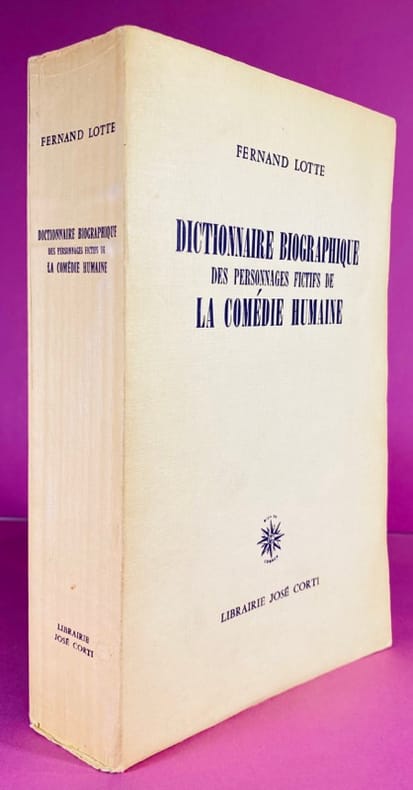 FERNAND LOTTE
DICTIONNAIRE BIOGRAPHIQUE
DES PERSONNAGES FICTIFS DE
LA COMÉDIE HUMAINE
LIBRAIRIE
JOSÉ CORTI
FERNAND LOTTE
DICTIONNAIRE BIOGRAPHIQUE
DES PERSONNAGES FICTIFS DE
LA COMÉDIE HUMAINE
LIBRAIRIE JOSÉ CORTI